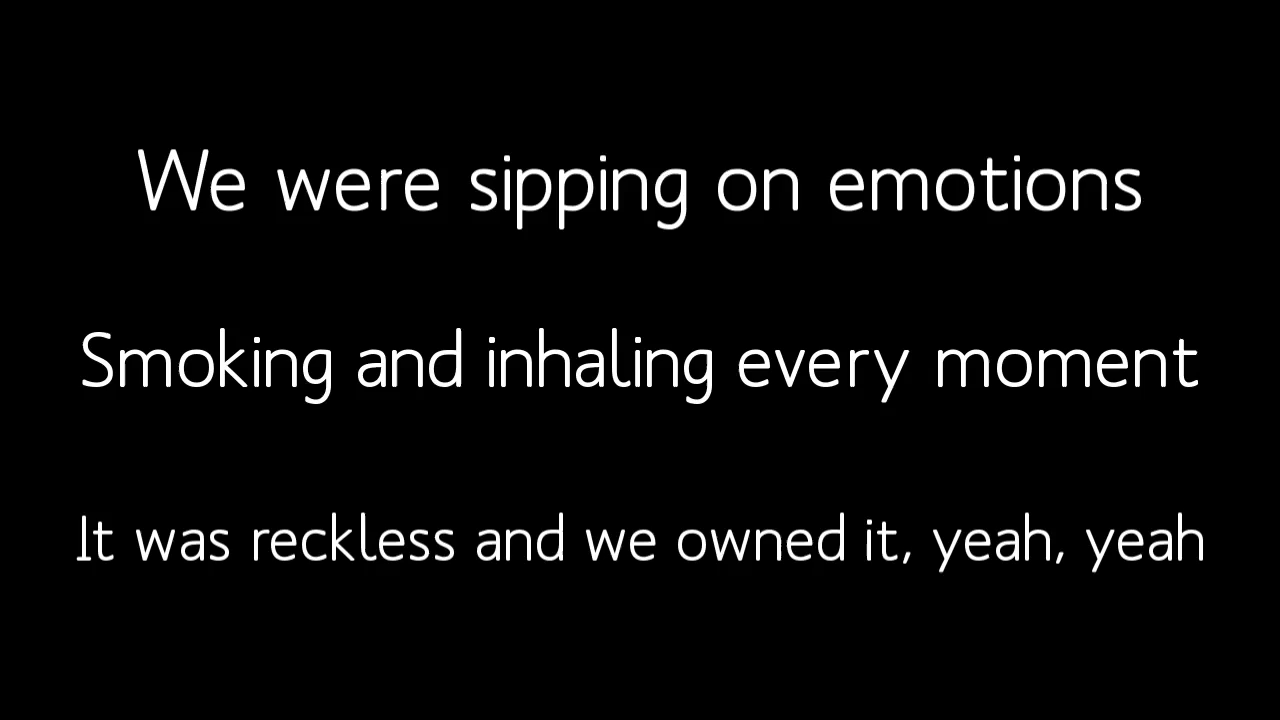 We were sipping on emotions
Smoking and inhaling every moment
It was reckless and we owned it, yeah, yeah